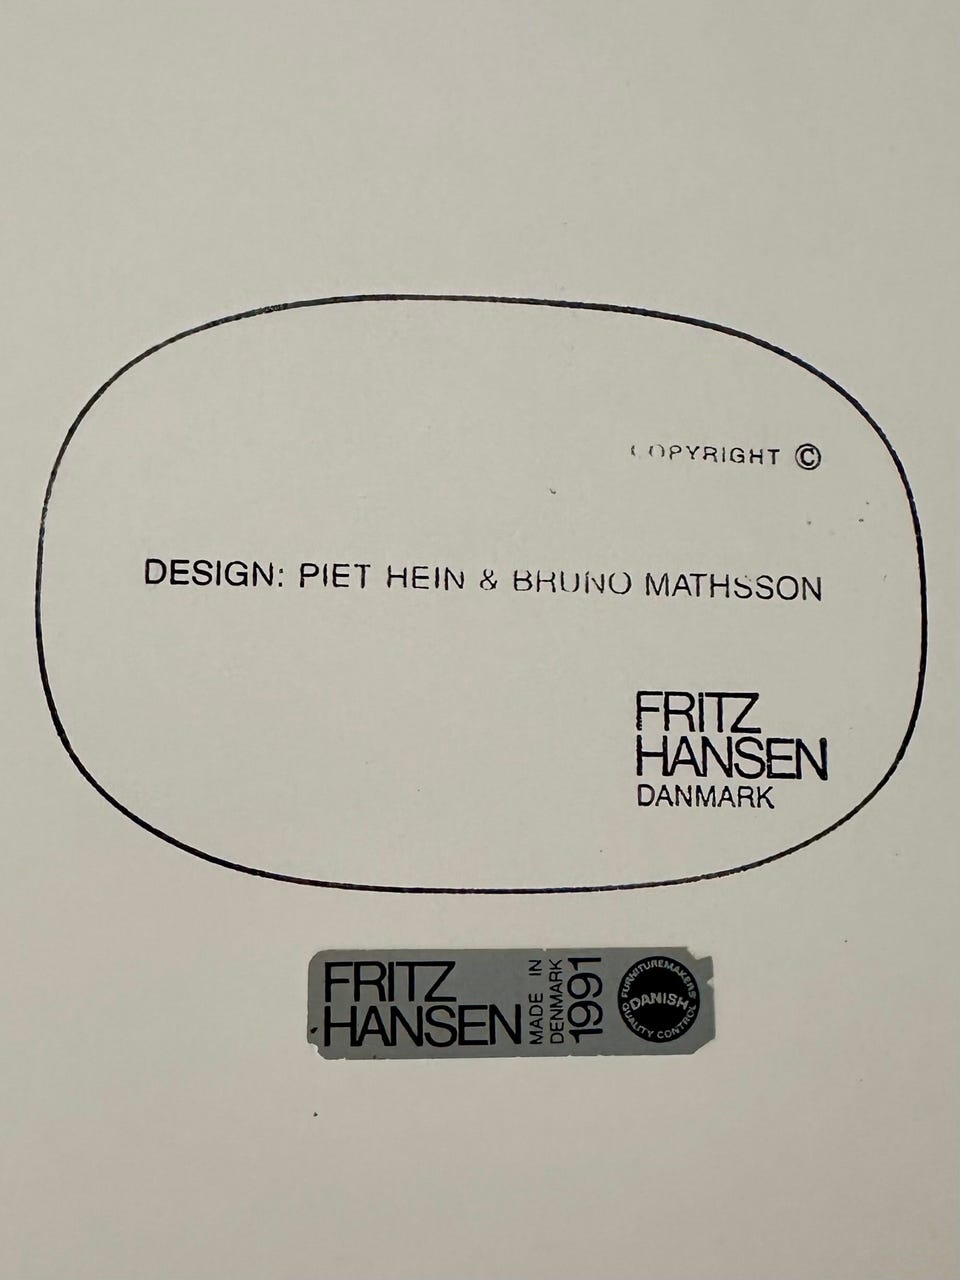 COPYRIGHT ©
DESIGN: PIET HEIN & BRUNO MATHSSON
FRITZ
HANSEN
DANMARK
FRITZ
HANSEN
MADE IN
DENMARK
1991
FURNITUREMAKERS
DANISH
QUALITY CONTROL